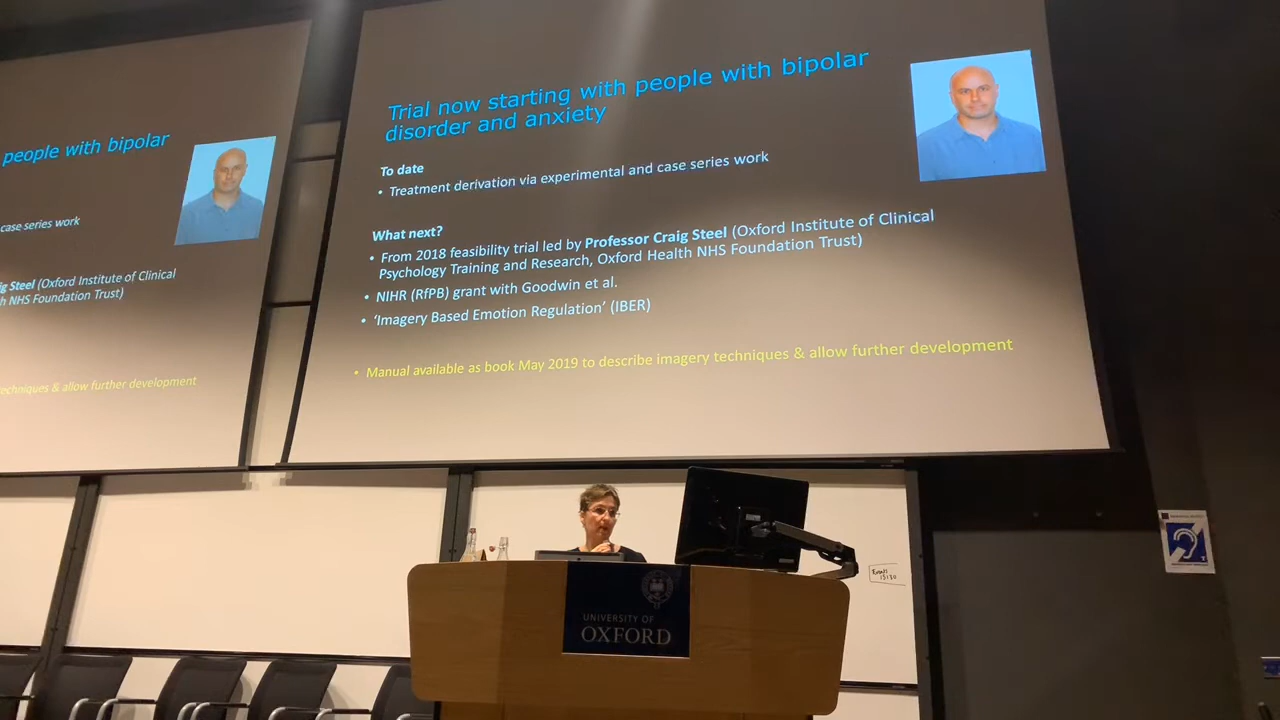 people with bipolar
case series work
g Steel (Oxford Institute of Clinical
h NHS Foundation Trust)
techniques & allow further development
Trial now starting with people with bipolar
disorder and anxiety
To date
• Treatment derivation via experimental and case series work
What next?
• From 2018 feasibility trial led by Professor Craig Steel (Oxford Institute of Clinical
Psychology Training and Research, Oxford Health NHS Foundation Trust)
• NIHR (RfPB) grant with Goodwin et al.
• ‘Imagery Based Emotion Regulation’ (IBER)
• Manual available as book May 2019 to describe imagery techniques & allow further development
UNIVERSITY OF
OXFORD